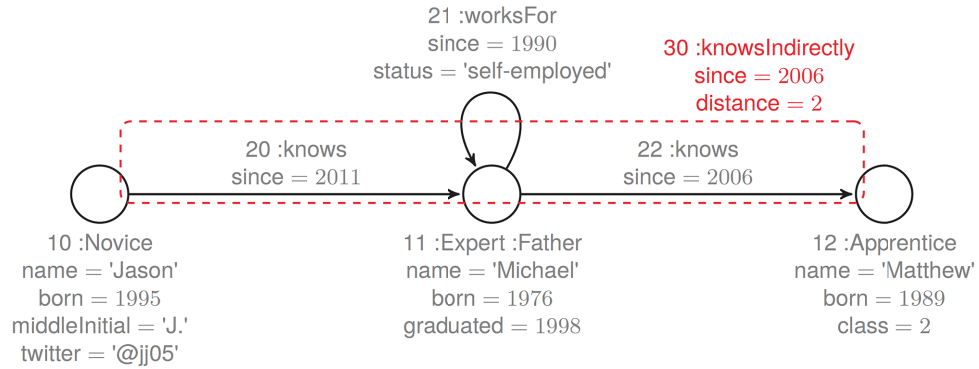 21 :worksFor
since = 1990
status = 'self-employed'
30 :knowsIndirectly
since = 2006
distance = 2
20 :knows
since = 2011
22 :knows
since = 2006
10 :Novice
name = 'Jason'
born = 1995
middleInitial = 'J.'
twitter = '@jj05'
11 :Expert :Father
name = 'Michael'
born = 1976
graduated = 1998
12 :Apprentice
name = 'Matthew'
born = 1989
class = 2